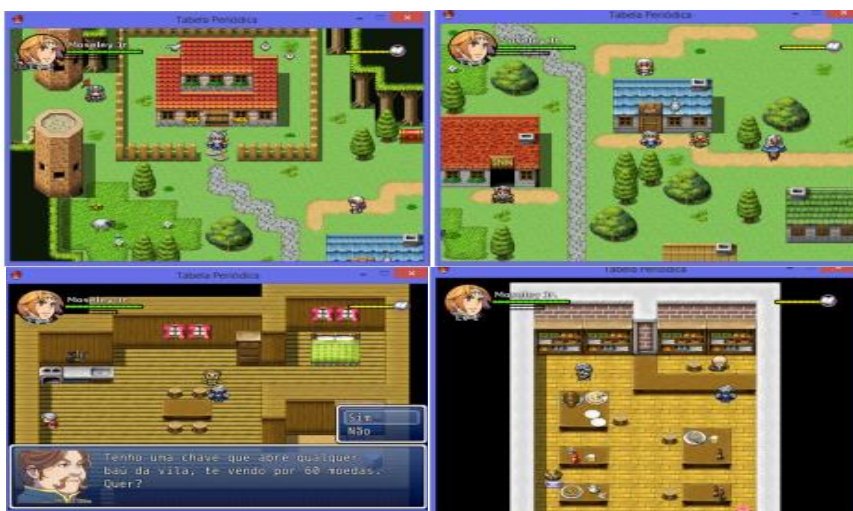 Tabela Periódica
Moseley Jr.
Tabela Periódica
Moseley Jr.
INN
Tabela Periódica
Moseley Jr.
Sim
Não
Tenho uma chave que abre qualquer
baú da vila, te vendo por 60 moedas.
Quer?
Tabela Periódica
Moseley Jr.